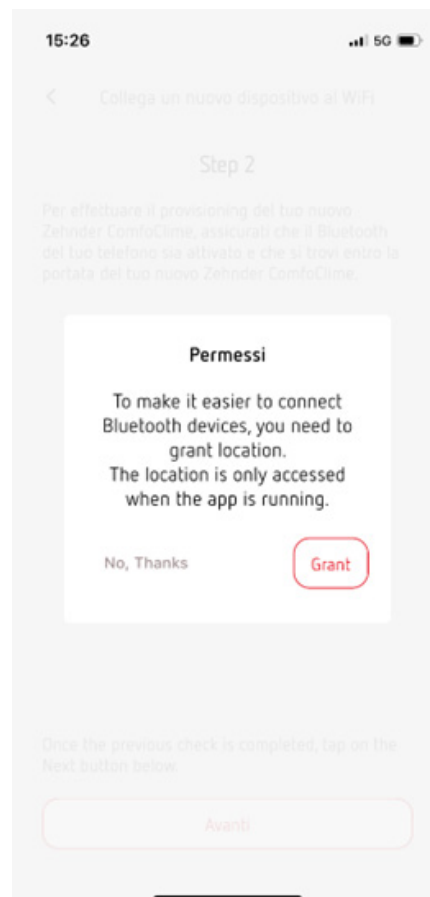 15:26
5G
Collega un nuovo dispositivo al WiFi
Step 2
Per effettuare il provisioning del tuo nuovo
Zehnder ComfoClime, assicurati che il Bluetooth
del tuo telefono sia attivato e che si trovi entro la
portata del tuo nuovo Zehnder ComfoClime.
Permessi
To make it easier to connect
Bluetooth devices, you need to
grant location.
The location is only accessed
when the app is running.
No, Thanks
Grant
Once the previous check is completed, tap on the
Next button below.
Avanti